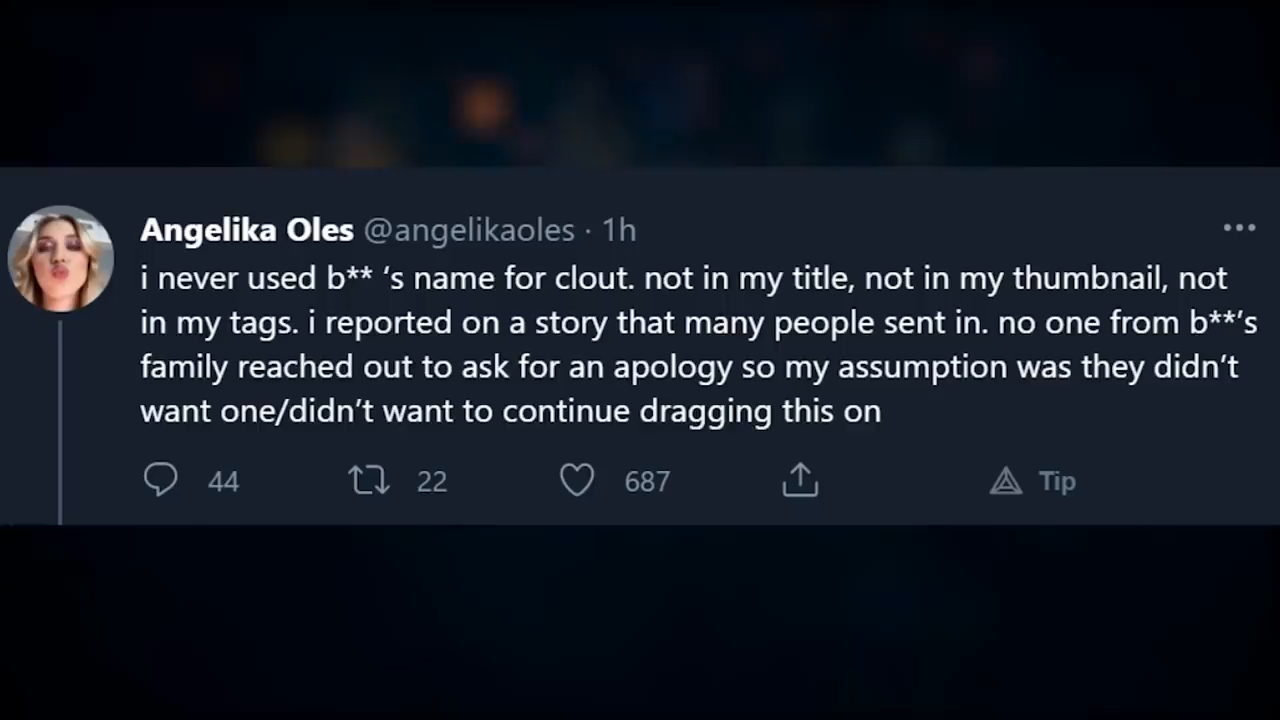 Angelika Oles @angelikaoles · 1h
i never used b** ‘s name for clout. not in my title, not in my thumbnail, not
in my tags. i reported on a story that many people sent in. no one from b**’s
family reached out to ask for an apology so my assumption was they didn’t
want one/didn’t want to continue dragging this on
44 22 687 Tip